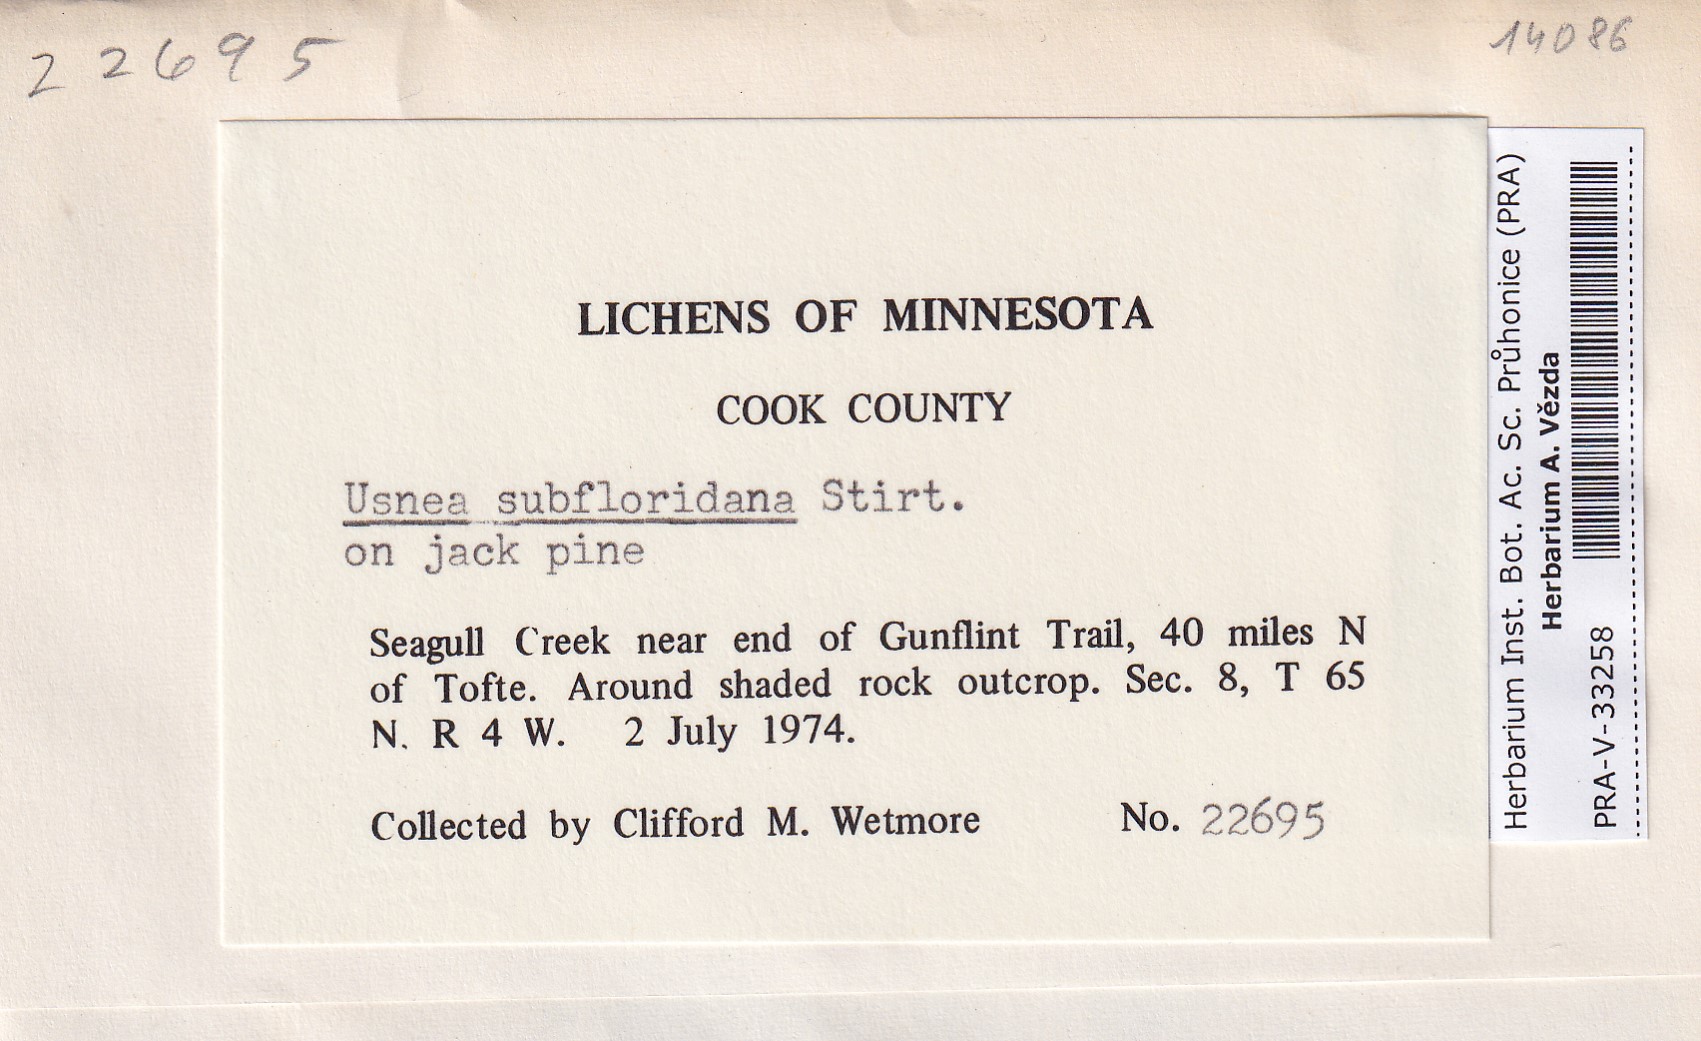 22695
14086
LICHENS OF MINNESOTA
COOK COUNTY
Usnea subfloridana Stirt.
on jack pine
Seagull Creek near end of Gunflint Trail, 40 miles N
of Tofte. Around shaded rock outcrop. Sec. 8, T 65
N. R 4 W. 2 July 1974.
Collected by Clifford M. Wetmore No. 22695
Herbarium Inst. Bot. Ac. Sc. Průhonice (PRA)
Herbarium A. Vězda
PRA-V-33258